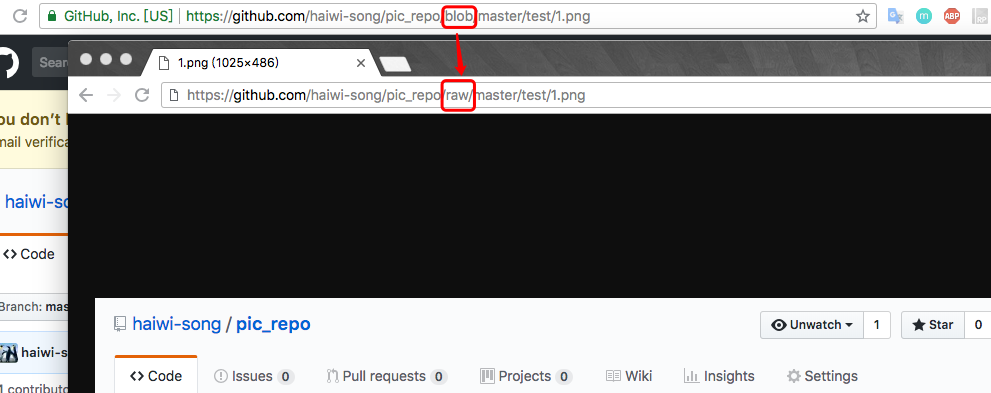 GitHub, Inc. [US] | https://github.com/haiwi-song/pic_repo/blob/master/test/1.png
Sea
1.png (1025×486)
https://github.com/haiwi-song/pic_repo/raw/master/test/1.png
ou don't h
mail verifica
haiwi-so
Code
Branch: mas
haiwi-s
1 contributo
haiwi-song / pic_repo
Unwatch 1 Star 0
Code Issues 0 Pull requests 0 Projects 0 Wiki Insights Settings